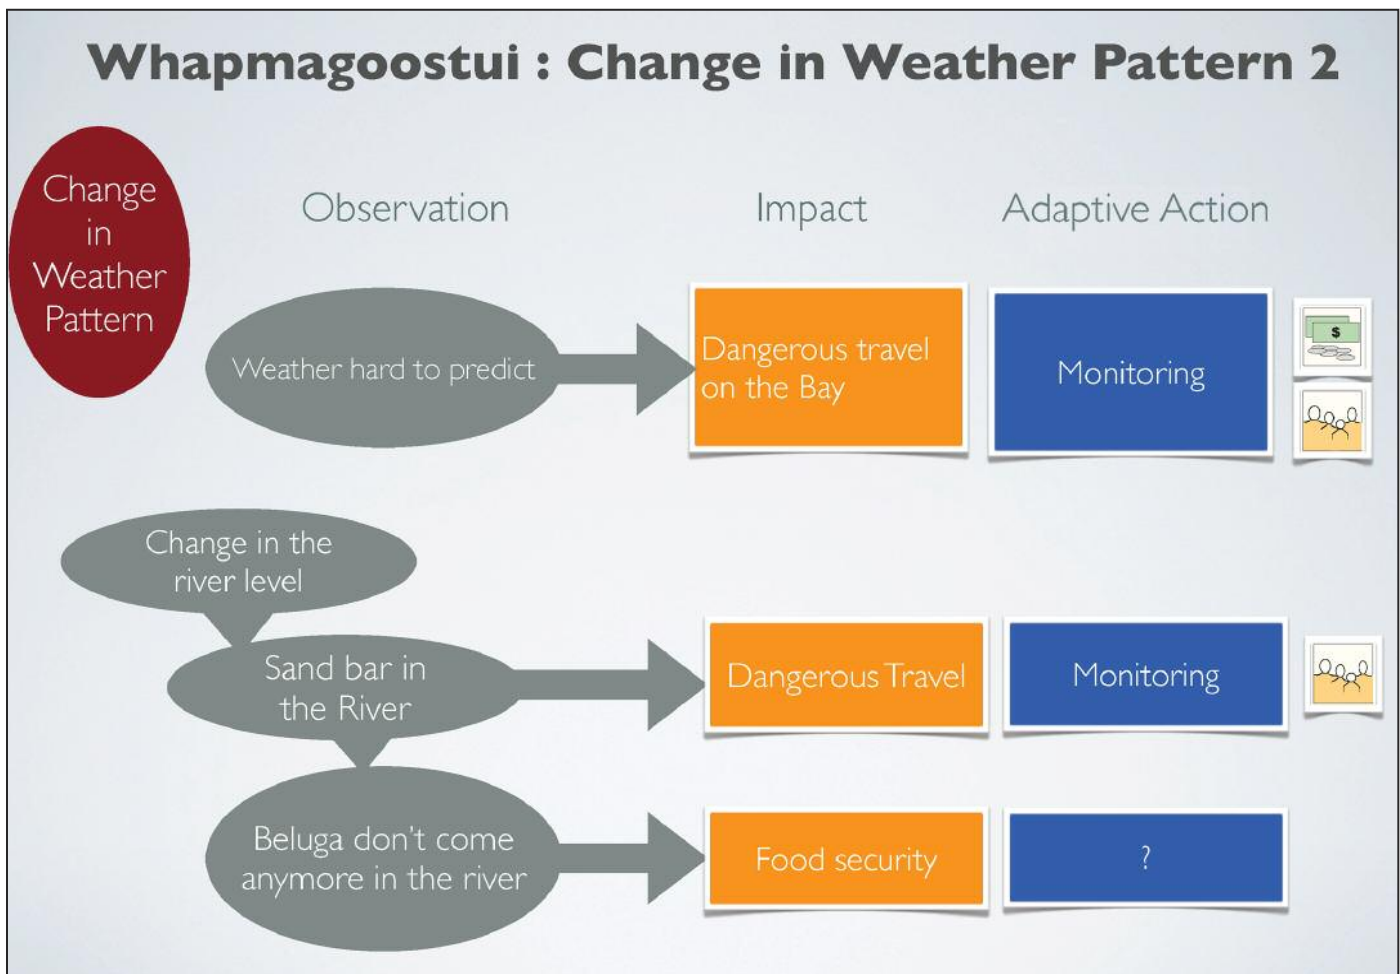 Whapmagoostui : Change in Weather Pattern 2
Change
in
Weather
Pattern
Observation
Impact
Adaptive Action
Weather hard to predict
Dangerous travel
on the Bay
Monitoring
$
Change in the
river level
Sand bar in
the River
Dangerous Travel
Monitoring
Beluga don't come
anymore in the river
Food security
?